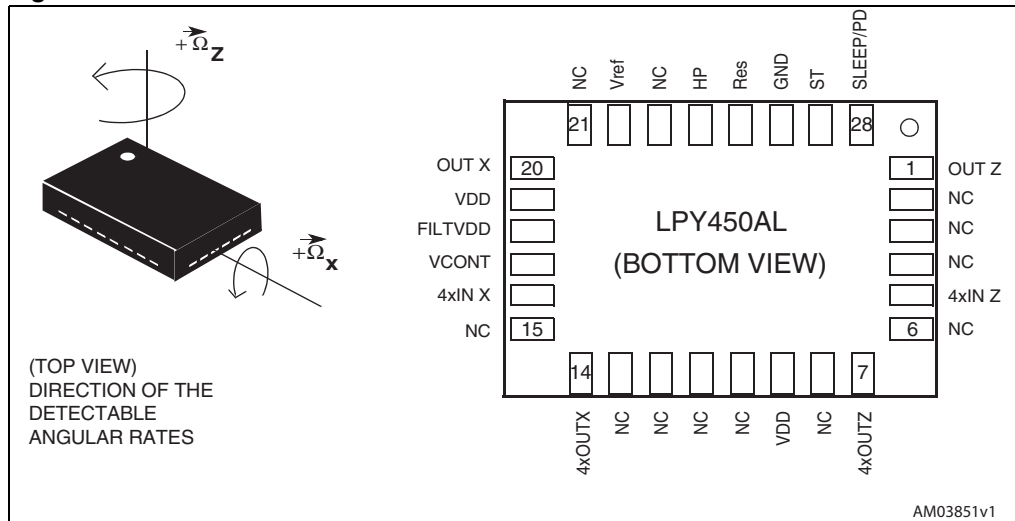 +Ω Z
+Ω x
(TOP VIEW)
DIRECTION OF THE
DETECTABLE
ANGULAR RATES
NC
Vref
NC
HP
Res
GND
ST
SLEEP/PD
21
28
OUT X
20
VDD
FILTVDD
VCONT
4xIN X
NC
15
LPY450AL
(BOTTOM VIEW)
1
OUT Z
NC
NC
NC
4xIN Z
6
NC
14
7
4xOUTX
NC
NC
NC
NC
VDD
NC
4xOUTZ
AM03851v1